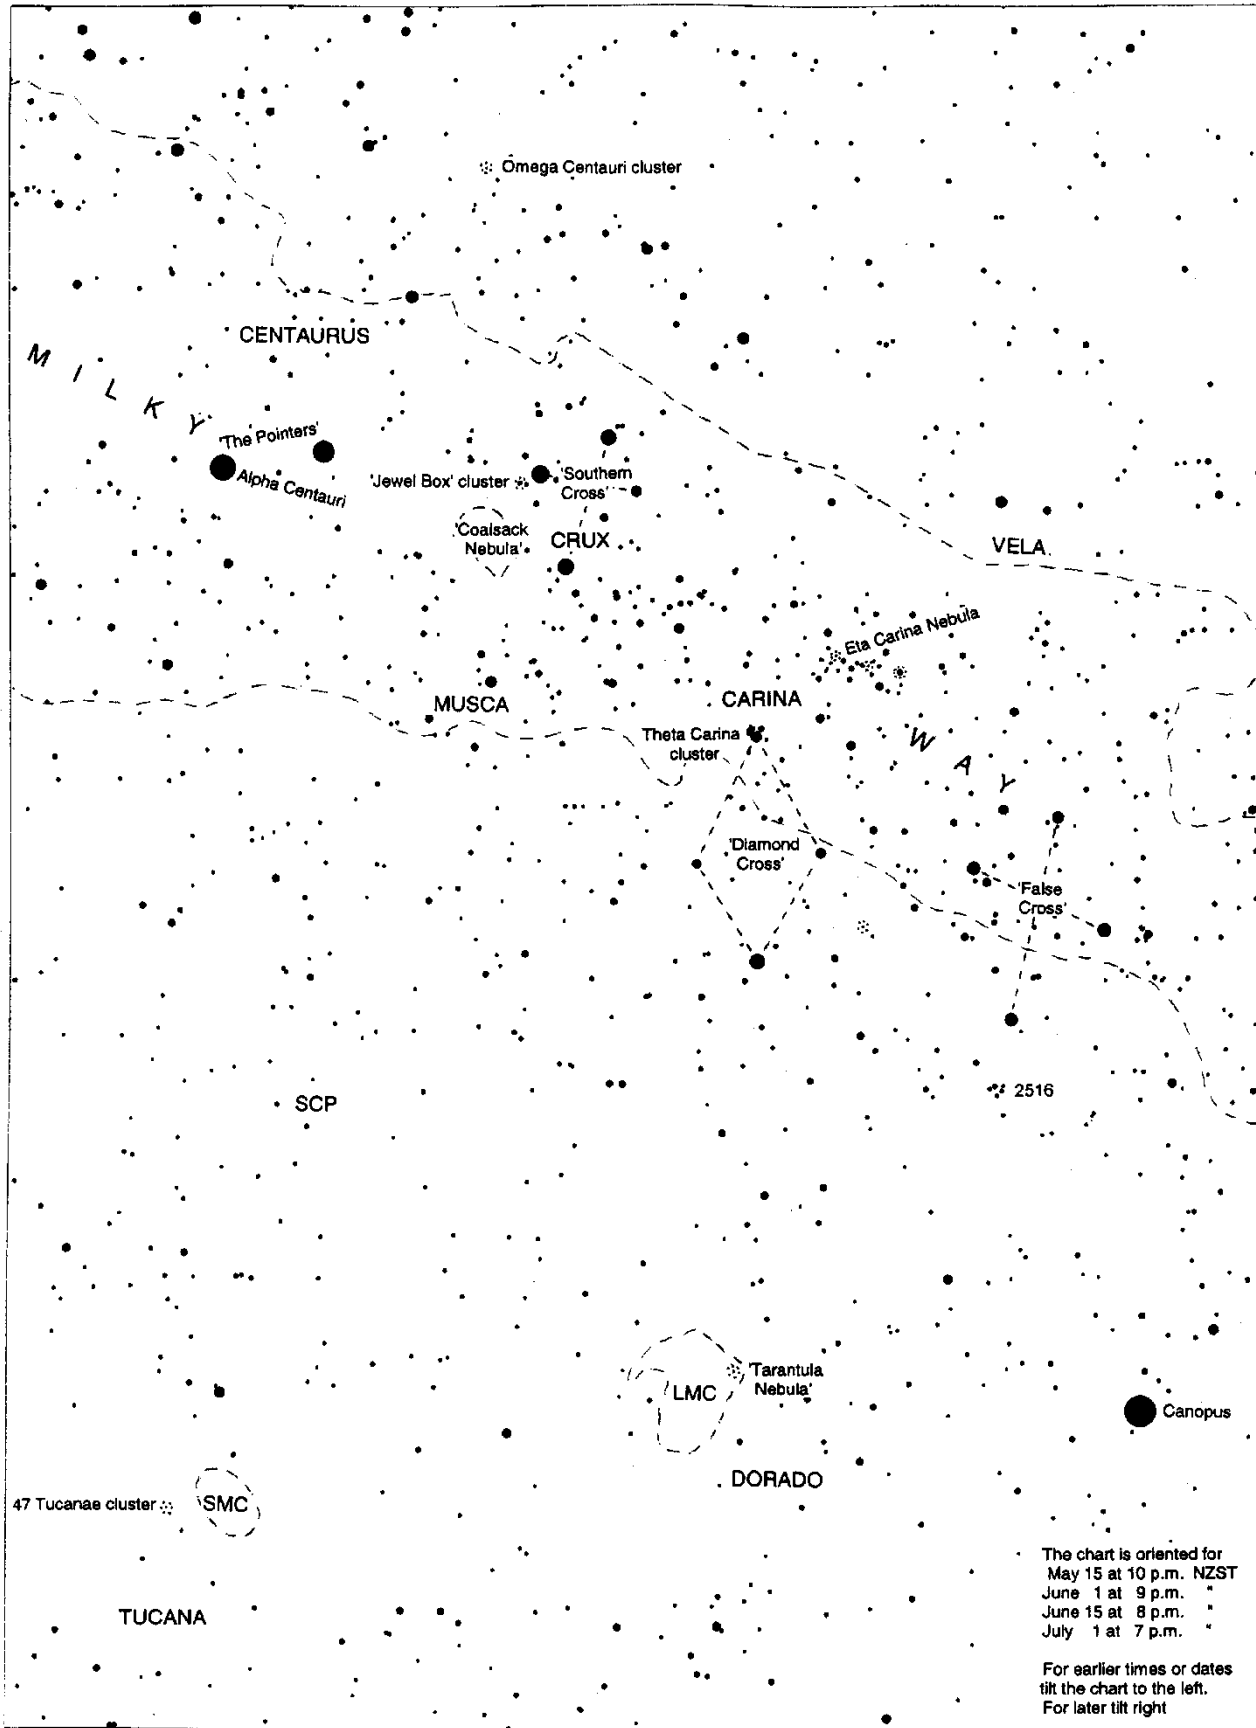 Omega Centauri cluster
CENTAURUS
MILKY
'The Pointers'
Alpha Centauri
'Jewel Box' cluster
'Southern
Cross'
'Coalsack
Nebula'
CRUX
VELA
Eta Carina Nebula
MUSCA
CARINA
Theta Carina
cluster
WAY
'Diamond
Cross'
'False
Cross'
2516
SCP
'Tarantula
Nebula'
LMC
Canopus
DORADO
47 Tucanae cluster
SMC
TUCANA
The chart is oriented for
May 15 at 10 p.m. NZST
June 1 at 9 p.m. "
June 15 at 8 p.m. "
July 1 at 7 p.m. "
For earlier times or dates
tilt the chart to the left.
For later tilt right